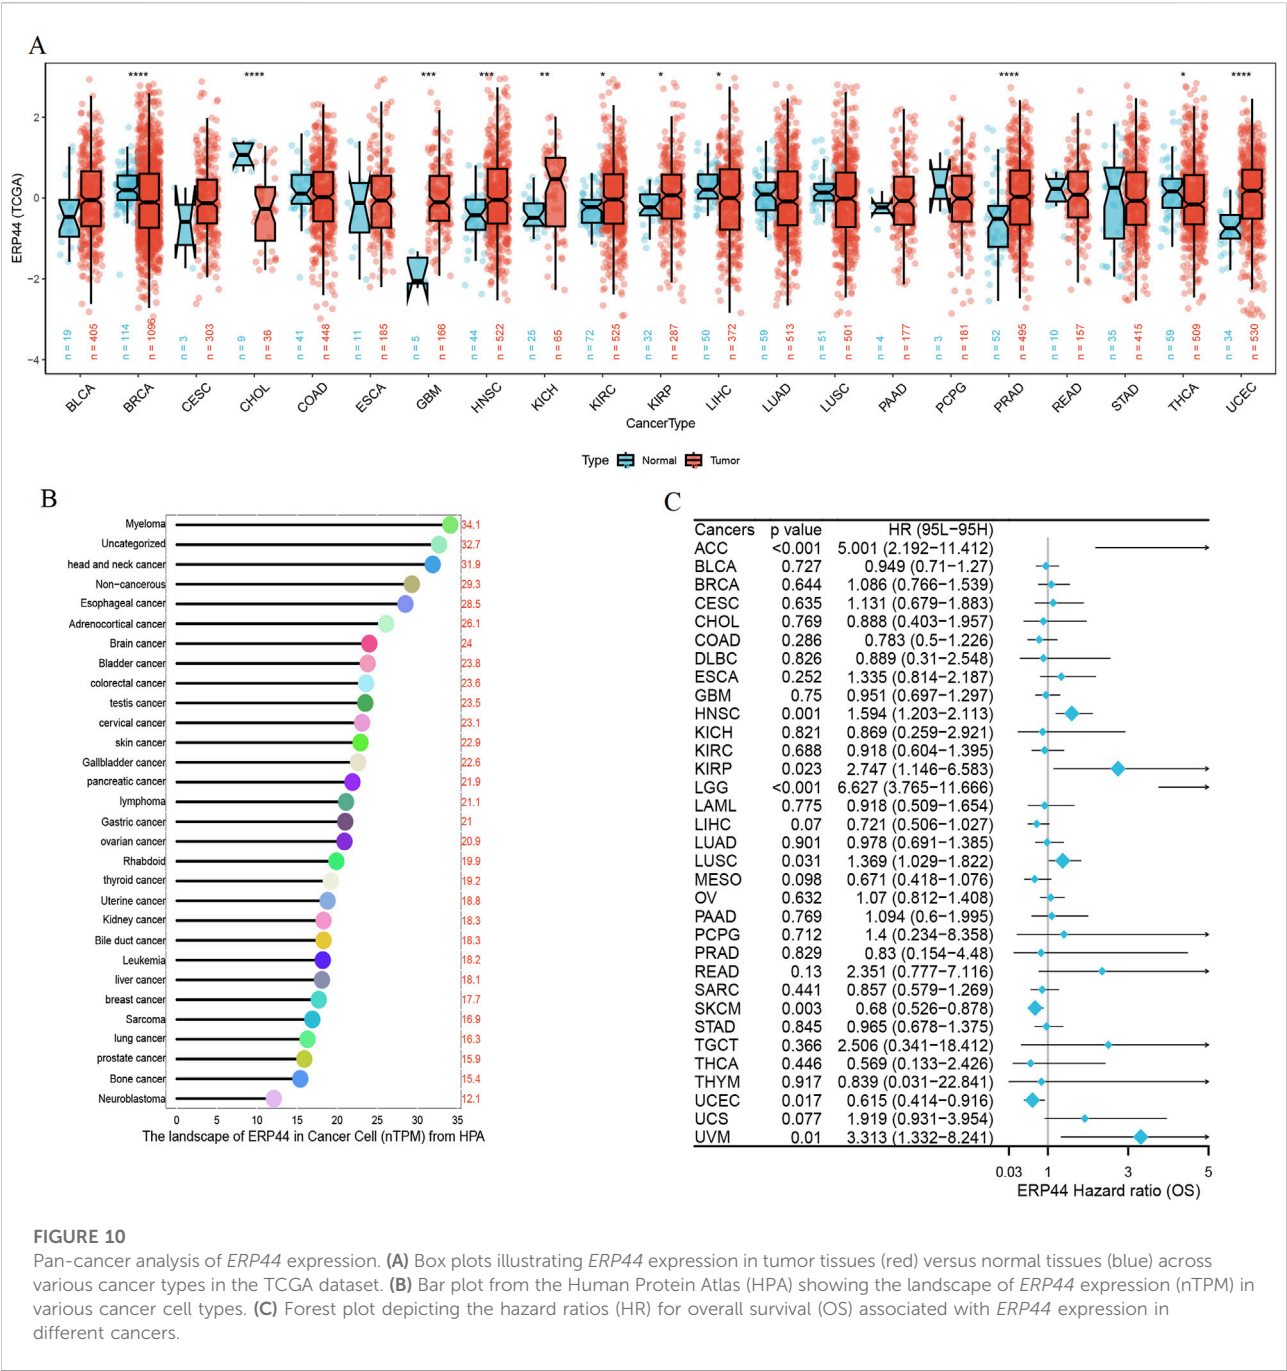 A
**** **** *** *** ** * * * **** * ****
ERP44 (TCGA)
2
0
−2
−4
n = 19 n = 405 n = 114 n = 1096 n = 3 n = 303 n = 9 n = 36 n = 41 n = 448 n = 11 n = 185 n = 5 n = 166 n = 44 n = 522 n = 25 n = 65 n = 72 n = 525 n = 32 n = 287 n = 50 n = 372 n = 59 n = 513 n = 51 n = 501 n = 4 n = 177 n = 3 n = 181 n = 52 n = 495 n = 10 n = 157 n = 35 n = 415 n = 59 n = 509 n = 34 n = 530
BLCA BRCA CESC CHOL COAD ESCA GBM HNSC KICH KIRC KIRP LIHC LUAD LUSC PAAD PCPG PRAD READ STAD THCA UCEC
CancerType
Type Normal Tumor
B
Myeloma 34.1
Uncategorized 32.7
head and neck cancer 31.9
Non-cancerous 29.3
Esophageal cancer 28.5
Adrenocortical cancer 26.1
Brain cancer 24
Bladder cancer 23.8
colorectal cancer 23.6
testis cancer 23.5
cervical cancer 23.1
skin cancer 22.9
Gallbladder cancer 22.6
pancreatic cancer 21.9
lymphoma 21.1
Gastric cancer 21
ovarian cancer 20.9
Rhabdoid 19.9
thyroid cancer 19.2
Uterine cancer 18.8
Kidney cancer 18.3
Bile duct cancer 18.3
Leukemia 18.2
liver cancer 18.1
breast cancer 17.7
Sarcoma 16.9
lung cancer 16.3
prostate cancer 15.9
Bone cancer 15.4
Neuroblastoma 12.1
0 5 10 15 20 25 30 35
The landscape of ERP44 in Cancer Cell (nTPM) from HPA
C
Cancers p value HR (95L−95H)
ACC <0.001 5.001 (2.192−11.412)
BLCA 0.727 0.949 (0.71−1.27)
BRCA 0.644 1.086 (0.766−1.539)
CESC 0.635 1.131 (0.679−1.883)
CHOL 0.769 0.888 (0.403−1.957)
COAD 0.286 0.783 (0.5−1.226)
DLBC 0.826 0.889 (0.31−2.548)
ESCA 0.252 1.335 (0.814−2.187)
GBM 0.75 0.951 (0.697−1.297)
HNSC 0.001 1.594 (1.203−2.113)
KICH 0.821 0.869 (0.259−2.921)
KIRC 0.688 0.918 (0.604−1.395)
KIRP 0.023 2.747 (1.146−6.583)
LGG <0.001 6.627 (3.765−11.666)
LAML 0.775 0.918 (0.509−1.654)
LIHC 0.07 0.721 (0.506−1.027)
LUAD 0.901 0.978 (0.691−1.385)
LUSC 0.031 1.369 (1.029−1.822)
MESO 0.098 0.671 (0.418−1.076)
OV 0.632 1.07 (0.812−1.408)
PAAD 0.769 1.094 (0.6−1.995)
PCPG 0.712 1.4 (0.234−8.358)
PRAD 0.829 0.83 (0.154−4.48)
READ 0.13 2.351 (0.777−7.116)
SARC 0.441 0.857 (0.579−1.269)
SKCM 0.003 0.68 (0.526−0.878)
STAD 0.845 0.965 (0.678−1.375)
TGCT 0.366 2.506 (0.341−18.412)
THCA 0.446 0.569 (0.133−2.426)
THYM 0.917 0.839 (0.031−22.841)
UCEC 0.017 0.615 (0.414−0.916)
UCS 0.077 1.919 (0.931−3.954)
UVM 0.01 3.313 (1.332−8.241)
0.03 1 3 5
ERP44 Hazard ratio (OS)
FIGURE 10
Pan-cancer analysis of ERP44 expression. (A) Box plots illustrating ERP44 expression in tumor tissues (red) versus normal tissues (blue) across
various cancer types in the TCGA dataset. (B) Bar plot from the Human Protein Atlas (HPA) showing the landscape of ERP44 expression (nTPM) in
various cancer cell types. (C) Forest plot depicting the hazard ratios (HR) for overall survival (OS) associated with ERP44 expression in
different cancers.